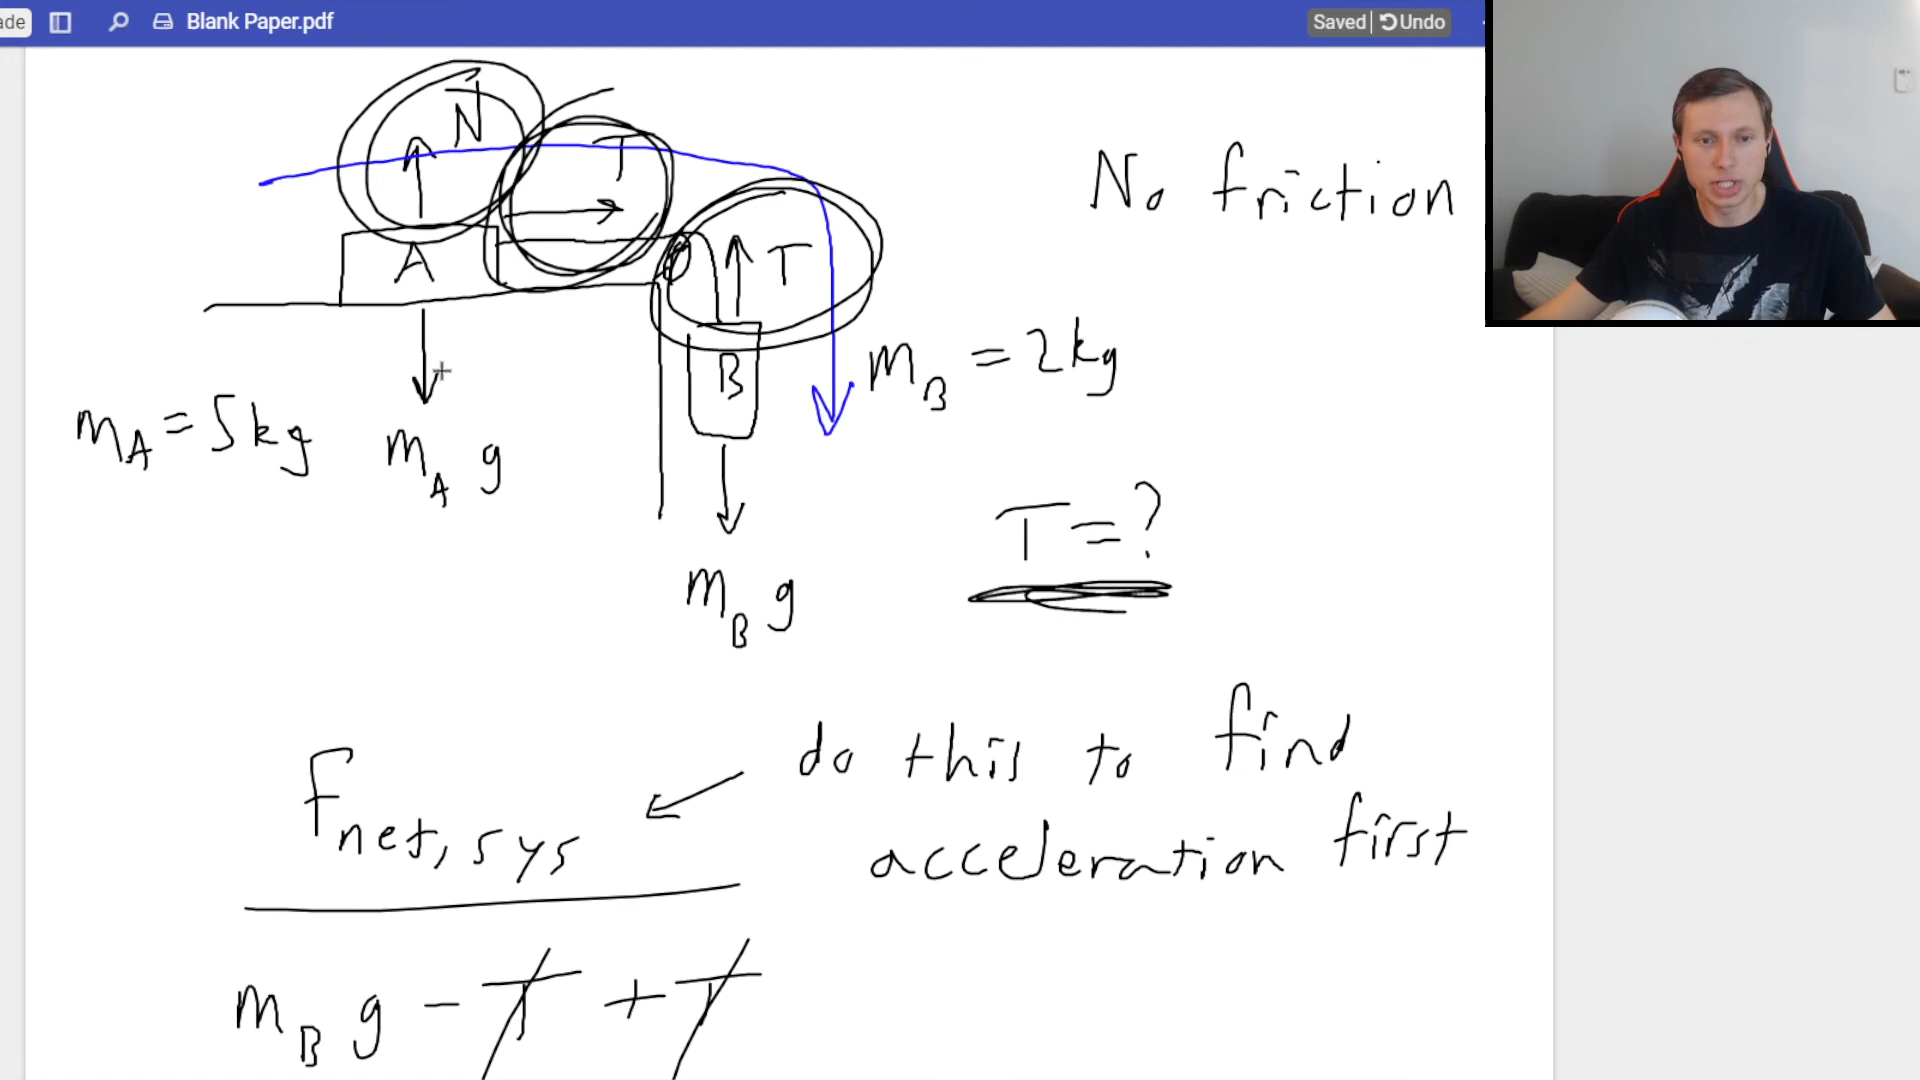 ade
Blank Paper.pdf
Saved
Undo
N
T
No friction
A
T
B
m_B = 2kg
m_A = 5kg
m_A g
T = ?
m_B g
F_net, sys
do this to find
acceleration first
m_B g - T + T